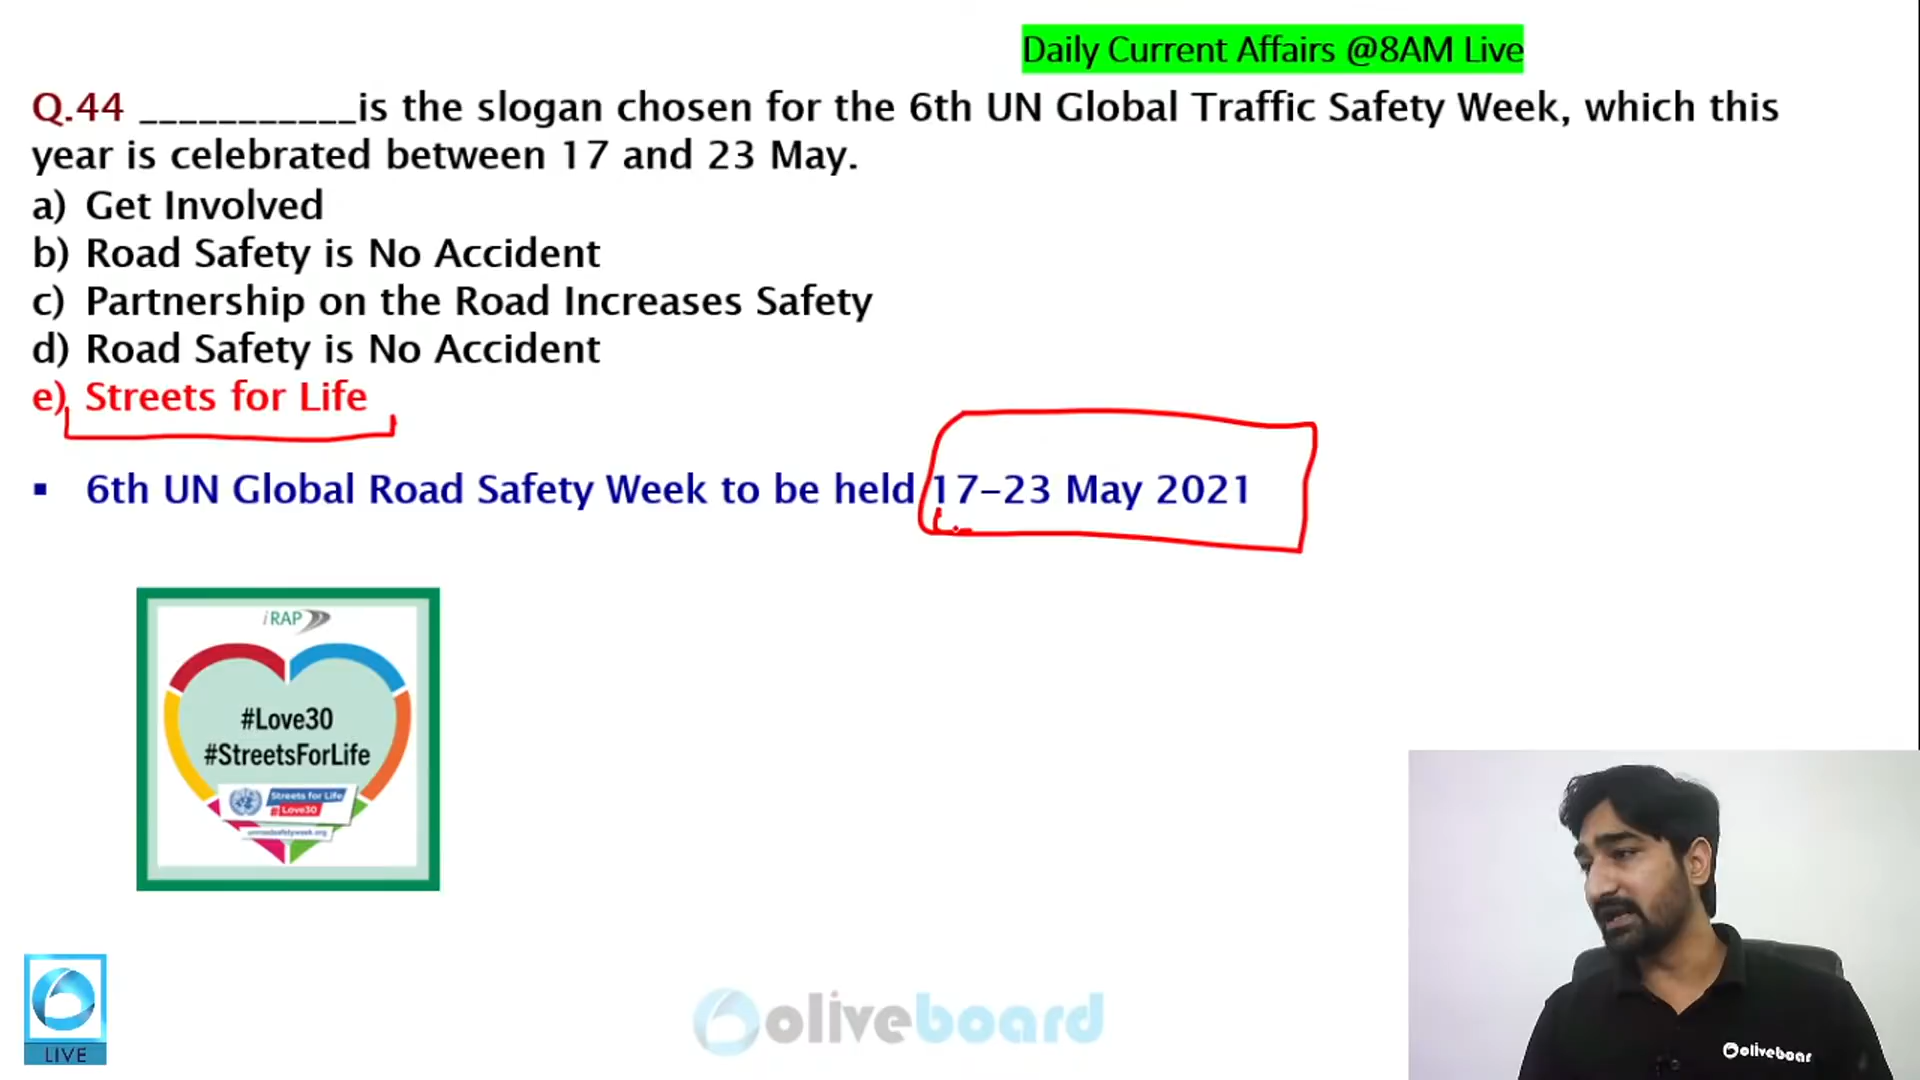 Daily Current Affairs @8AM Live
Q.44 ___________is the slogan chosen for the 6th UN Global Traffic Safety Week, which this
year is celebrated between 17 and 23 May.
a) Get Involved
b) Road Safety is No Accident
c) Partnership on the Road Increases Safety
d) Road Safety is No Accident
e) Streets for Life
▪ 6th UN Global Road Safety Week to be held 17-23 May 2021
iRAP
#Love30
#StreetsForLife
Streets for Life
#Love30
unroadsafetyweek.org
LIVE
oliveboard
oliveboar